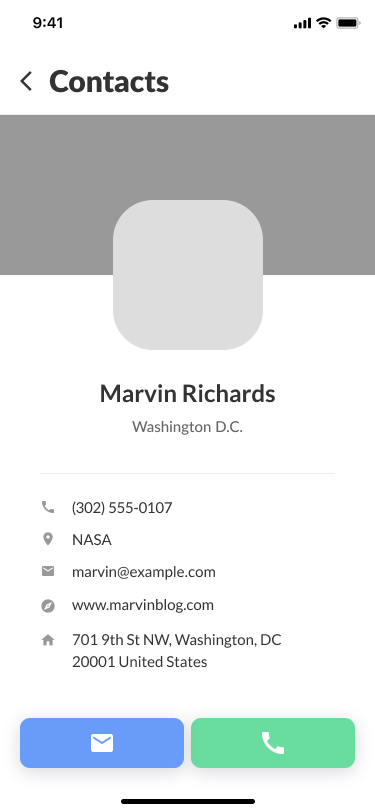 9:41
Contacts
Marvin Richards
Washington D.C.
(302) 555-0107
NASA
marvin@example.com
www.marvinblog.com
701 9th St NW, Washington, DC
20001 United States